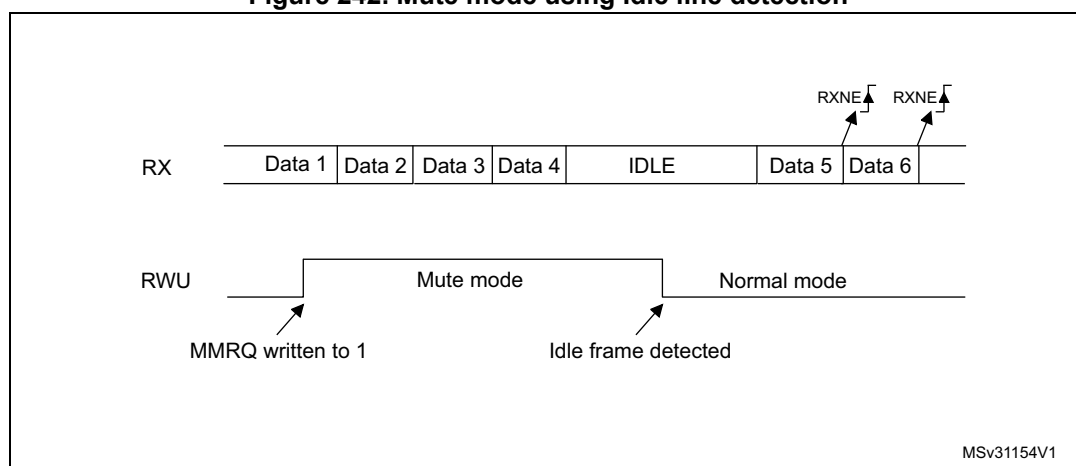 Figure 242. Mute mode using Idle line detection
RXNE RXNE
RX Data 1 Data 2 Data 3 Data 4 IDLE Data 5 Data 6
RWU Mute mode Normal mode
MMRQ written to 1 Idle frame detected
MSv31154V1